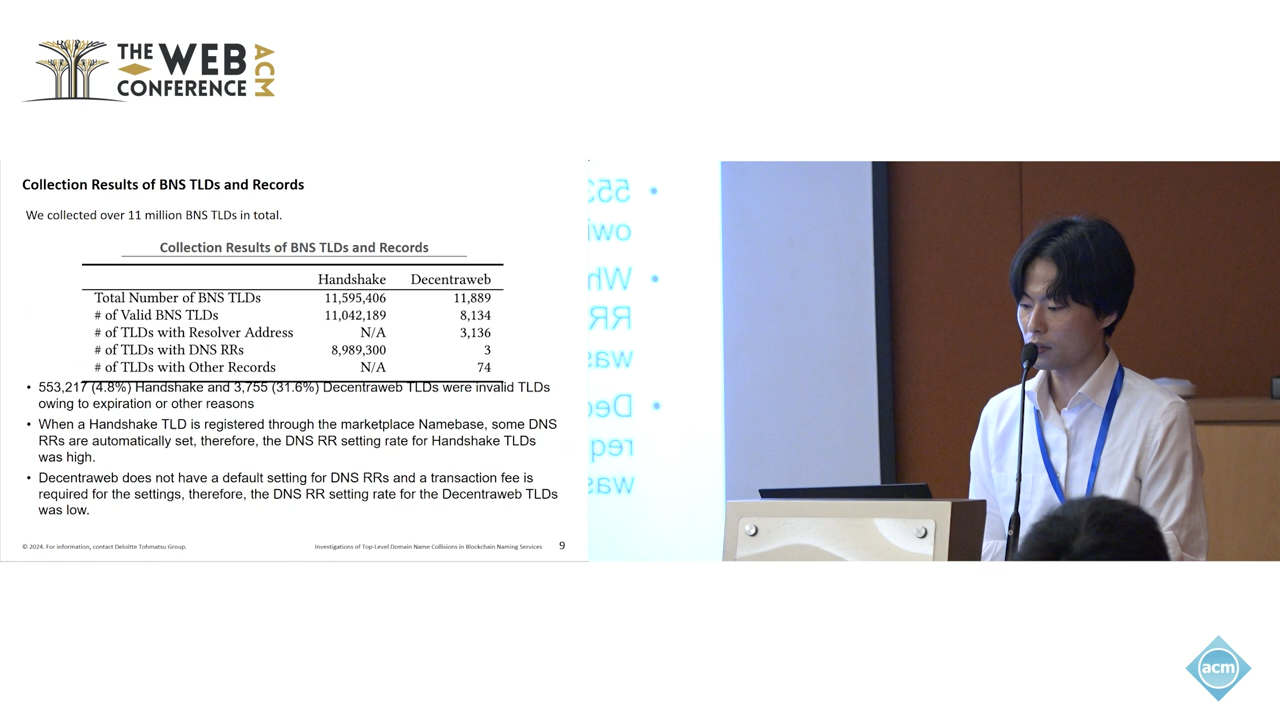 THE WEB CONFERENCE ACM
Collection Results of BNS TLDs and Records
We collected over 11 million BNS TLDs in total.
Collection Results of BNS TLDs and Records
Handshake Decentraweb
Total Number of BNS TLDs 11,595,406 11,889
# of Valid BNS TLDs 11,042,189 8,134
# of TLDs with Resolver Address N/A 3,136
# of TLDs with DNS RRs 8,989,300 3
# of TLDs with Other Records N/A 74
• 553,217 (4.8%) Handshake and 3,755 (31.6%) Decentraweb TLDs were invalid TLDs
owing to expiration or other reasons
• When a Handshake TLD is registered through the marketplace Namebase, some DNS
RRs are automatically set, therefore, the DNS RR setting rate for Handshake TLDs
was high.
• Decentraweb does not have a default setting for DNS RRs and a transaction fee is
required for the settings, therefore, the DNS RR setting rate for the Decentraweb TLDs
was low.
© 2024. For information, contact Deloitte Tohmatsu Group.
Investigations of Top-Level Domain Name Collisions in Blockchain Naming Services
9
acm